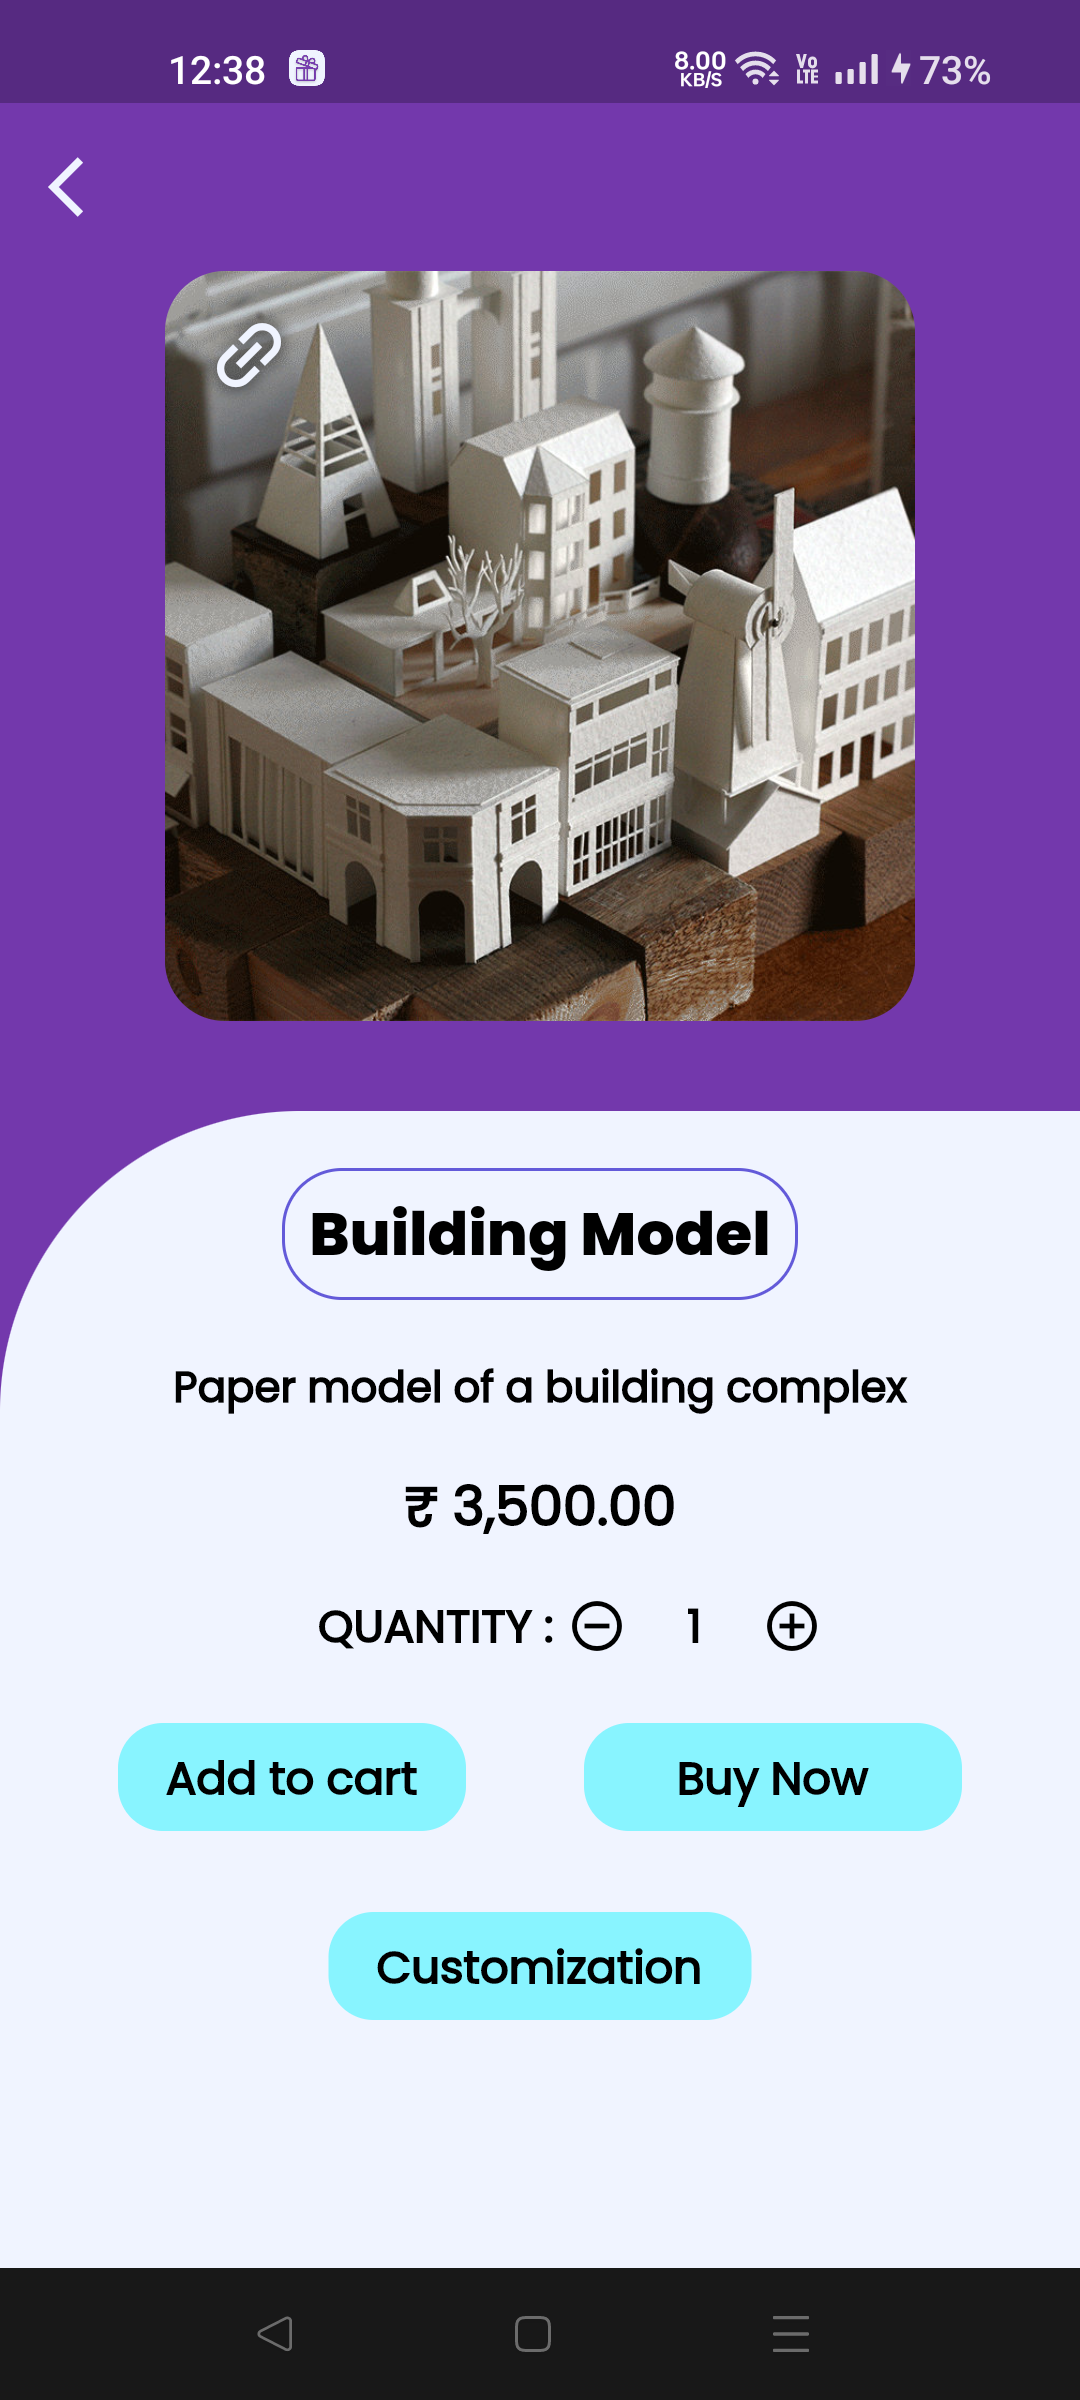 12:38 8.00 KB/S Vo LTE 73%
Building Model
Paper model of a building complex
₹ 3,500.00
QUANTITY : 1
Add to cart Buy Now
Customization